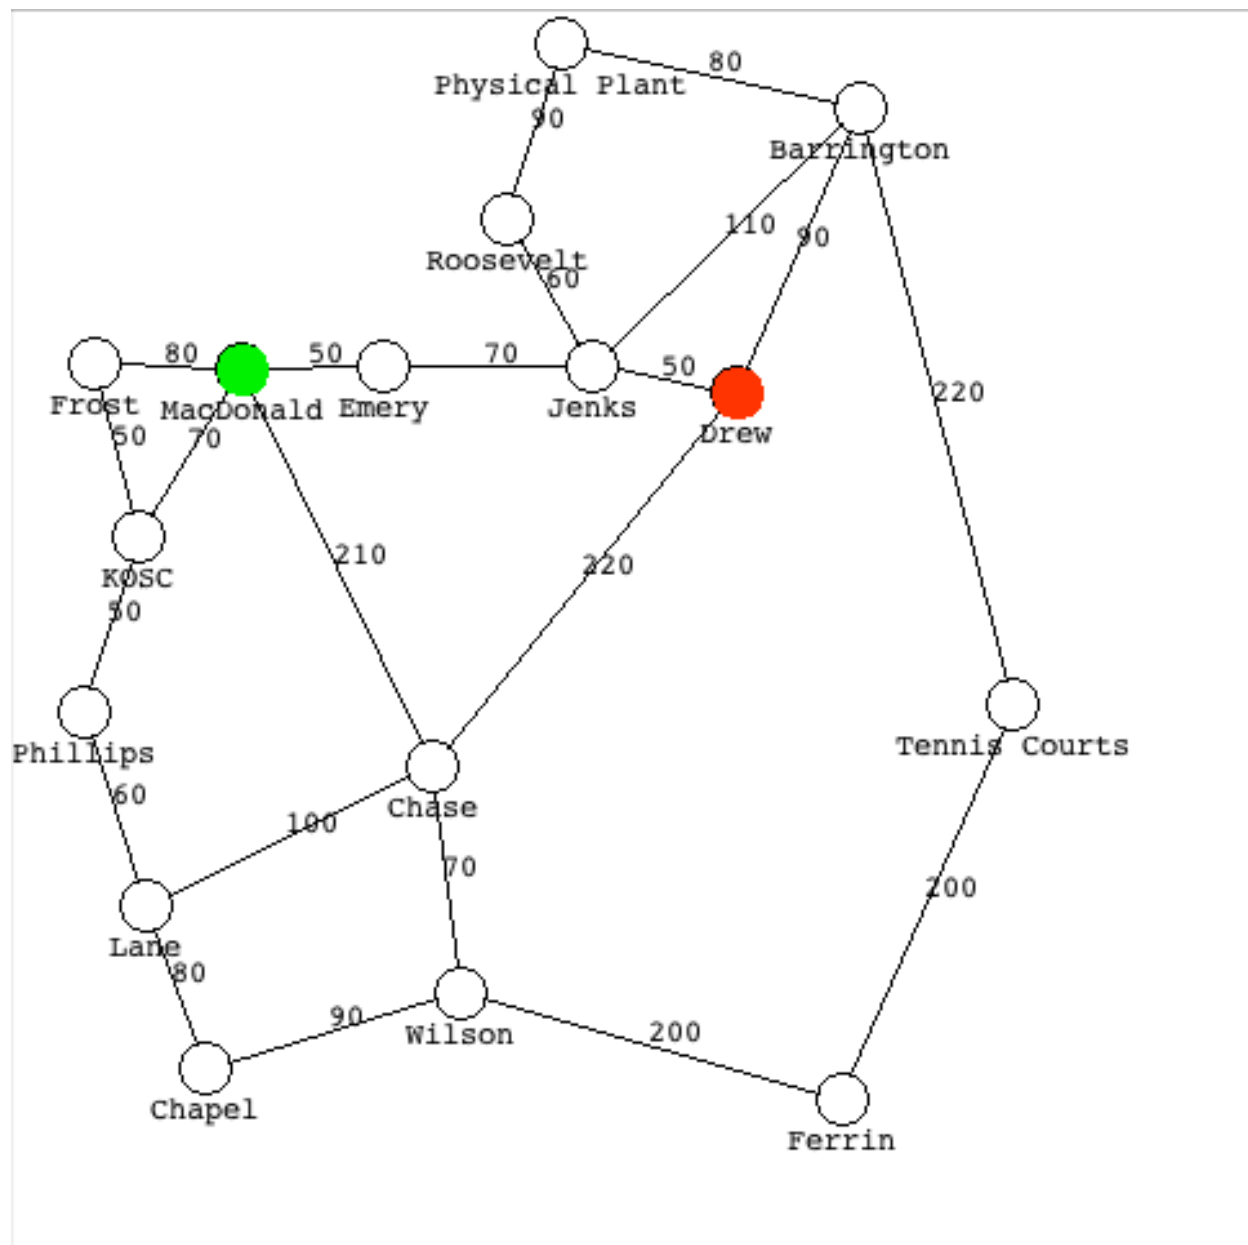 80
Physical Plant
90
Barrington
110
90
Roosevelt
60
80
50
70
50
Frost
MacDonald
Emery
Jenks
Drew
220
50
70
210
220
KOSC
50
Phillips
Tennis Courts
60
Chase
100
70
200
Lane
80
90
Wilson
200
Chapel
Ferrin